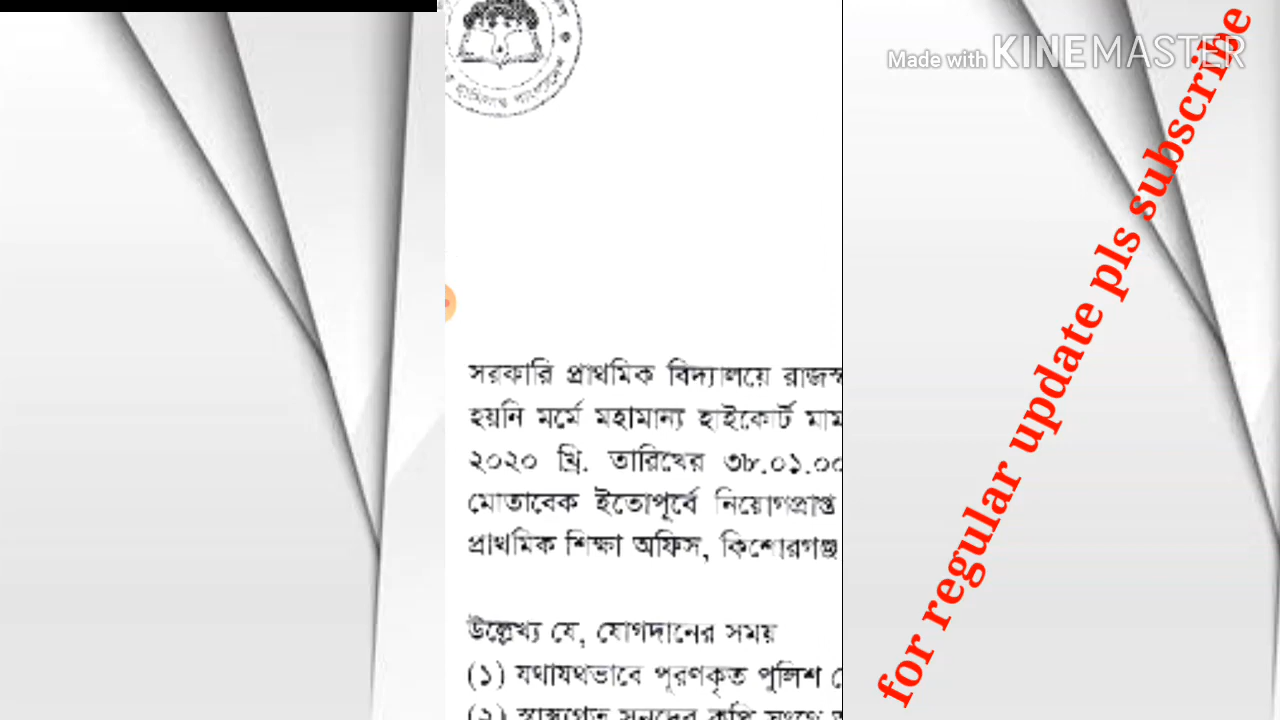 Made with KINEMASTER
for regular update pls subscribe
সরকারি প্রাথমিক বিদ্যালয়ে
হয়নি মর্মে মহামান্য হাইকোর্ট
২০২০ খ্রি. তারিখের ৩৮.০১.০০
মোতাবেক ইতোপূর্বে নিয়োগপ্রাপ্ত
প্রাথমিক শিক্ষা অফিস, কিশোরগঞ্জ
উল্লেখ্য যে, যোগদানের সময়
(১) যথাযথভাবে পূরণকৃত পুলিশ
(২)